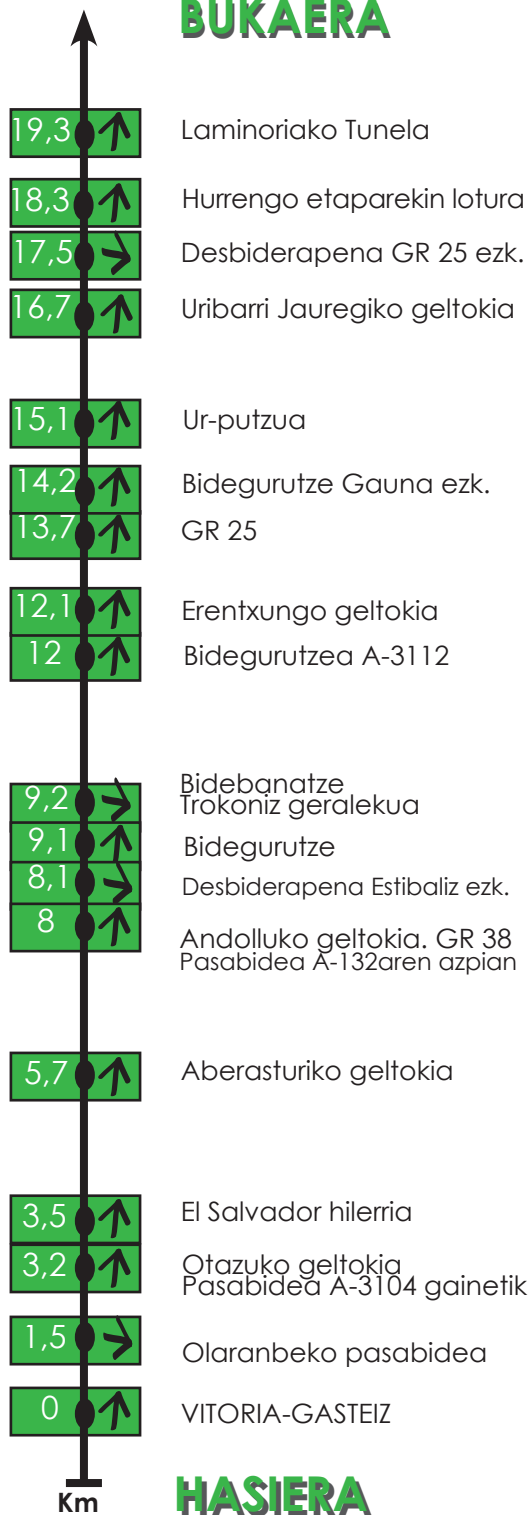 BUKAERA
19,3 Laminoriako Tunela
18,3 Hurrengo etaparekin lotura
17,5 Desbiderapena GR 25 ezk.
16,7 Uribarri Jauregiko geltokia
15,1 Ur-putzua
14,2 Bidegurutze Gauna ezk.
13,7 GR 25
12,1 Erentxungo geltokia
12 Bidegurutzea A-3112
9,2 Bidebanatze
Trokoniz geralekua
9,1 Bidegurutze
8,1 Desbiderapena Estibaliz ezk.
8 Andolluko geltokia. GR 38
Pasabidea A-132aren azpian
5,7 Aberasturiko geltokia
3,5 El Salvador hilerria
3,2 Otazuko geltokia
Pasabidea A-3104 gainetik
1,5 Olaranbeko pasabidea
0 VITORIA-GASTEIZ
Km HASIERA